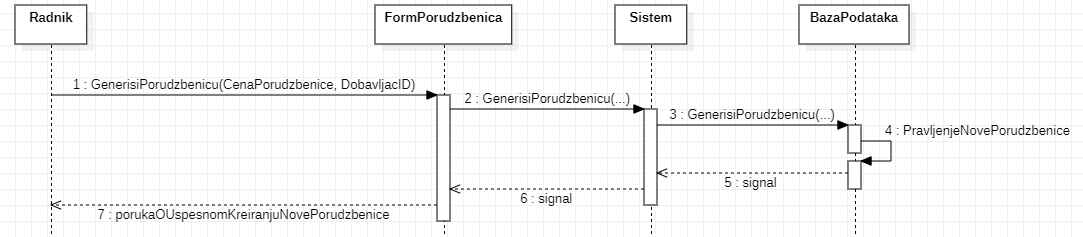 Radnik
FormPorudzbenica
Sistem
BazaPodataka
1 : GenerisiPorudzbenicu(CenaPorudzbenice, DobavljacID)
2 : GenerisiPorudzbenicu(...)
3 : GenerisiPorudzbenicu(...)
4 : PravljenjeNovePorudzbenice
5 : signal
6 : signal
7 : porukaOUspesnomKreiranjuNovePorudzbenice